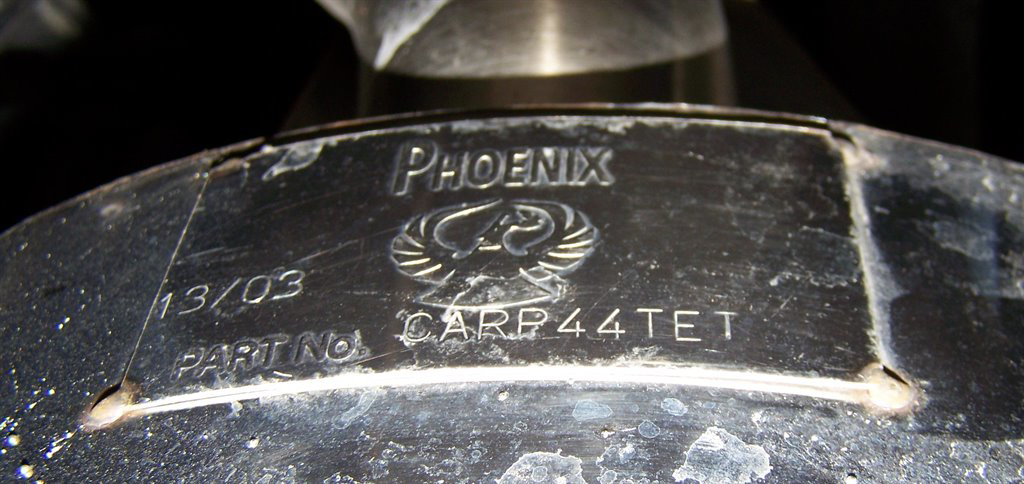 PHOENIX
13/03
PART NO. CARP44TET